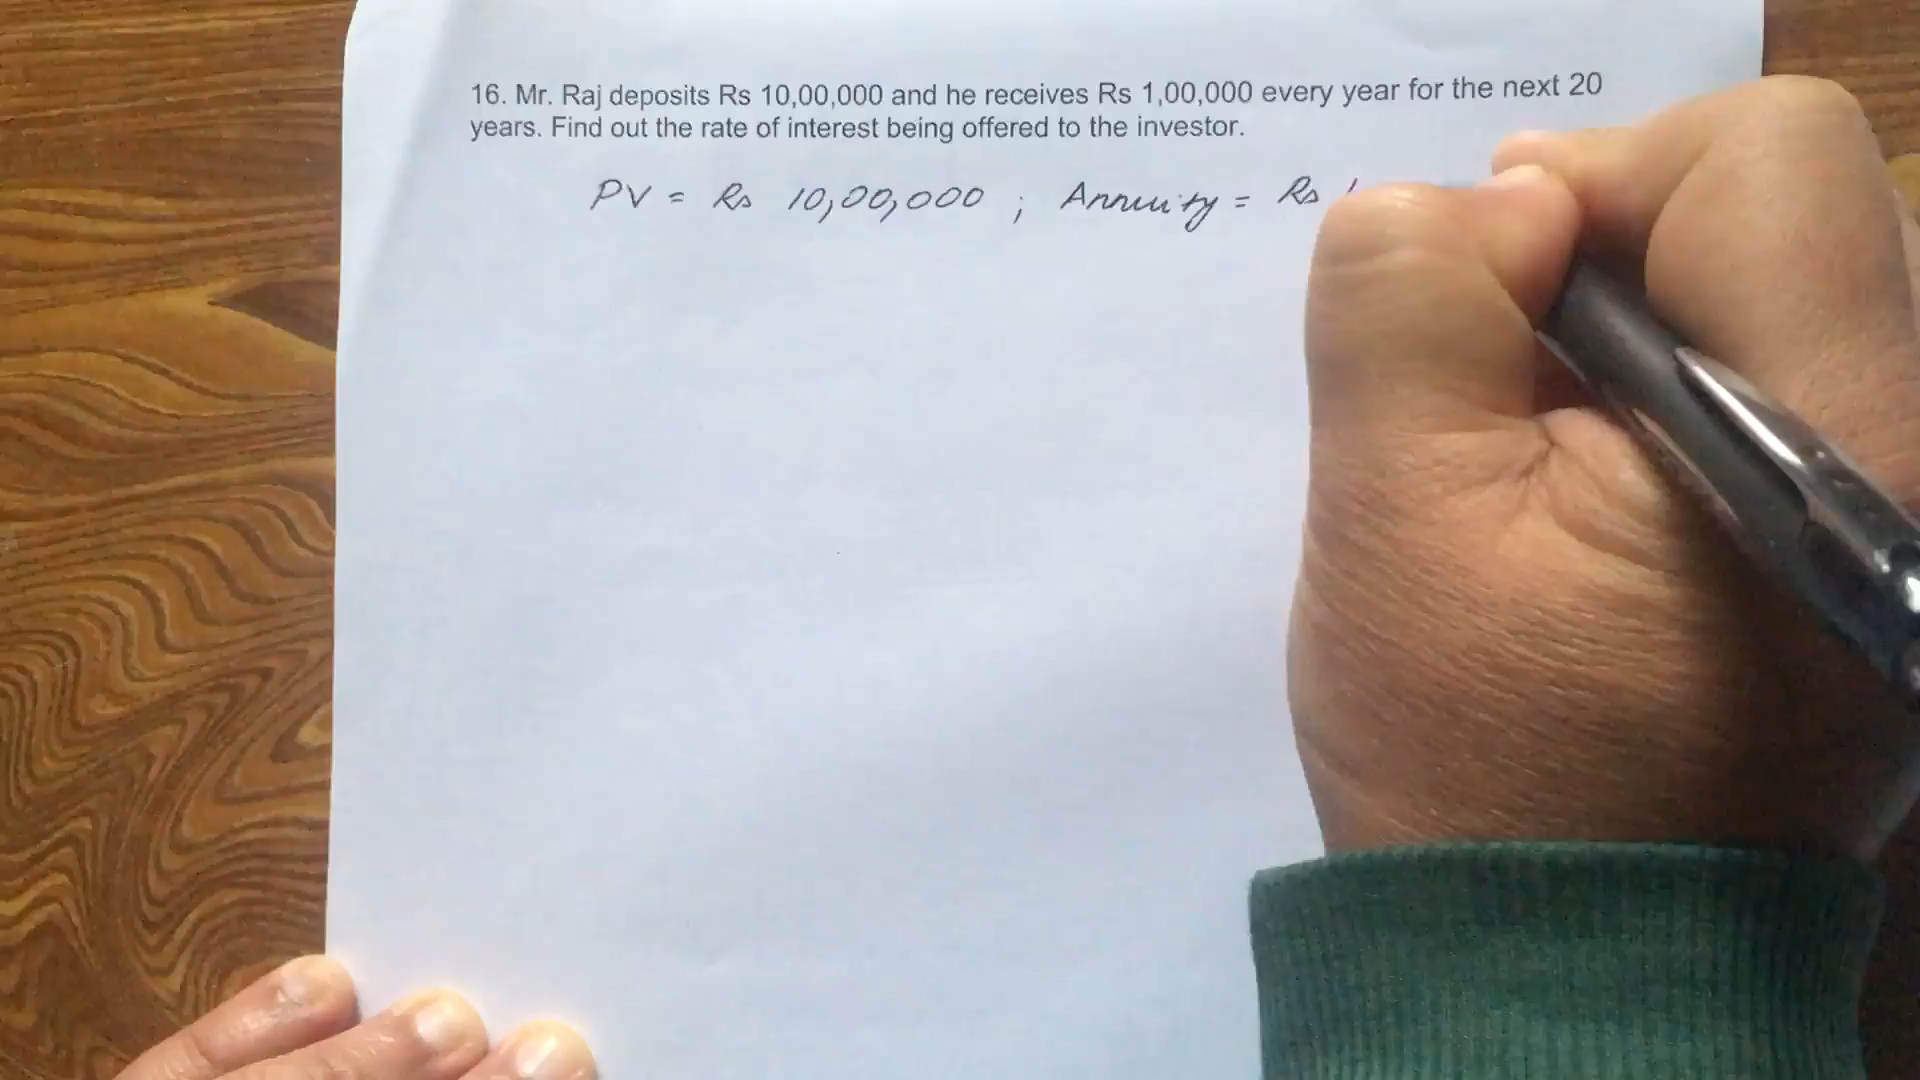 16. Mr. Raj deposits Rs 10,00,000 and he receives Rs 1,00,000 every year for the next 20
years. Find out the rate of interest being offered to the investor.
PV = Rs 10,00,000 ; Annuity = Rs